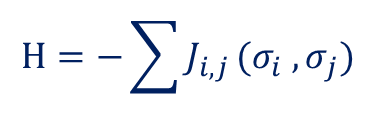 H = − ∑ J_{i,j} (σ_i ,σ_j)